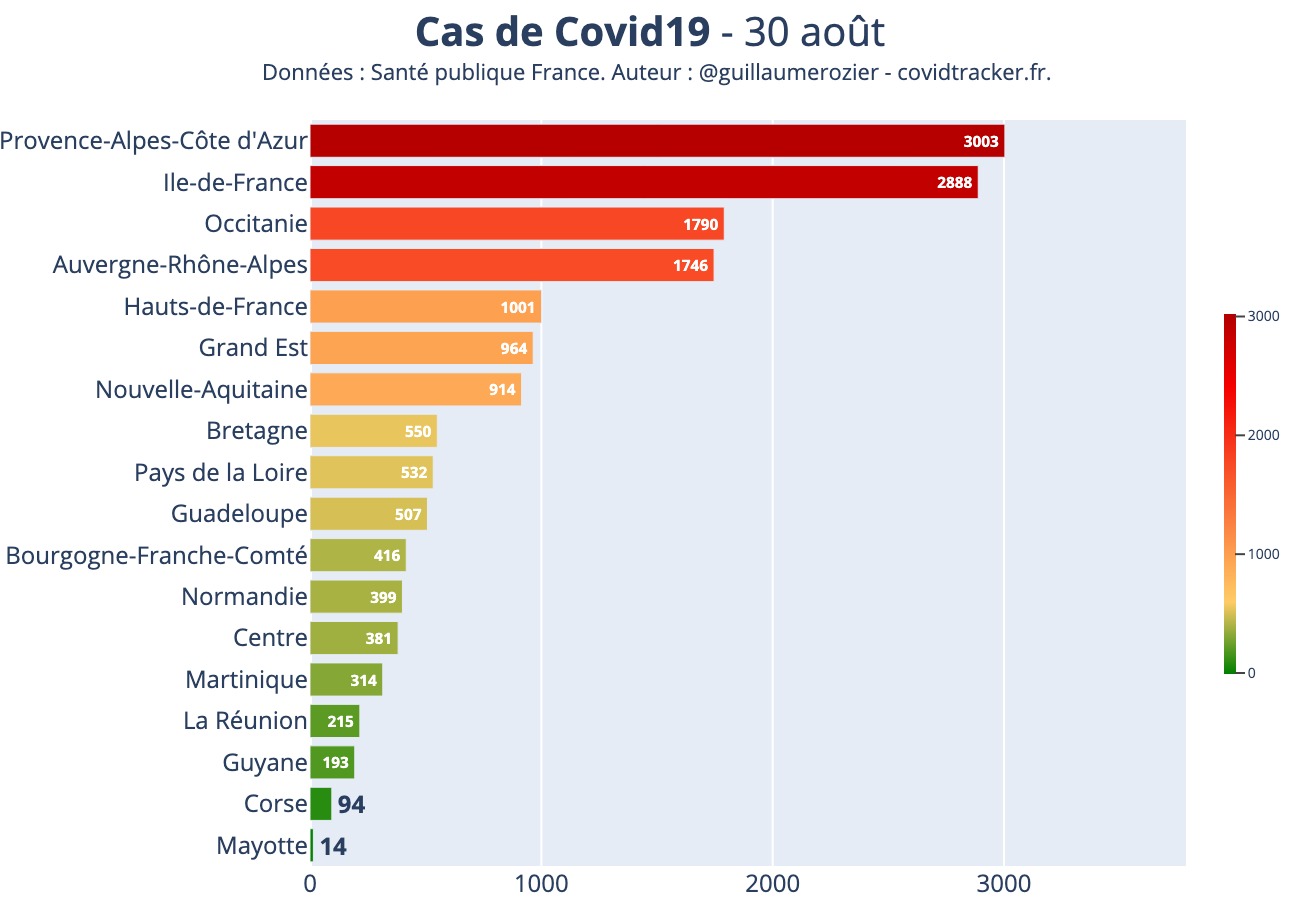 Cas de Covid19 - 30 août
Données : Santé publique France. Auteur : @guillaumerozier - covidtracker.fr.
Provence-Alpes-Côte d'Azur 3003
Ile-de-France 2888
Occitanie 1790
Auvergne-Rhône-Alpes 1746
Hauts-de-France 1001
Grand Est 964
Nouvelle-Aquitaine 914
Bretagne 550
Pays de la Loire 532
Guadeloupe 507
Bourgogne-Franche-Comté 416
Normandie 399
Centre 381
Martinique 314
La Réunion 215
Guyane 193
Corse 94
Mayotte 14
0 1000 2000 3000
3000
2000
1000
0